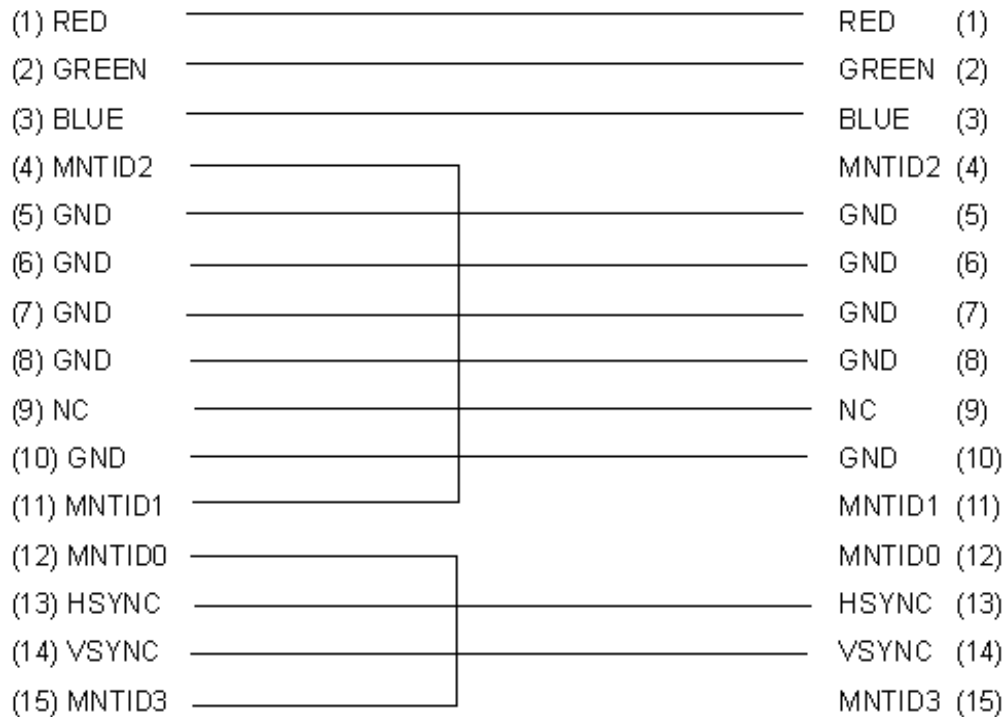 (1) RED RED (1)
(2) GREEN GREEN (2)
(3) BLUE BLUE (3)
(4) MNTID2 MNTID2 (4)
(5) GND GND (5)
(6) GND GND (6)
(7) GND GND (7)
(8) GND GND (8)
(9) NC NC (9)
(10) GND GND (10)
(11) MNTID1 MNTID1 (11)
(12) MNTID0 MNTID0 (12)
(13) HSYNC HSYNC (13)
(14) VSYNC VSYNC (14)
(15) MNTID3 MNTID3 (15)